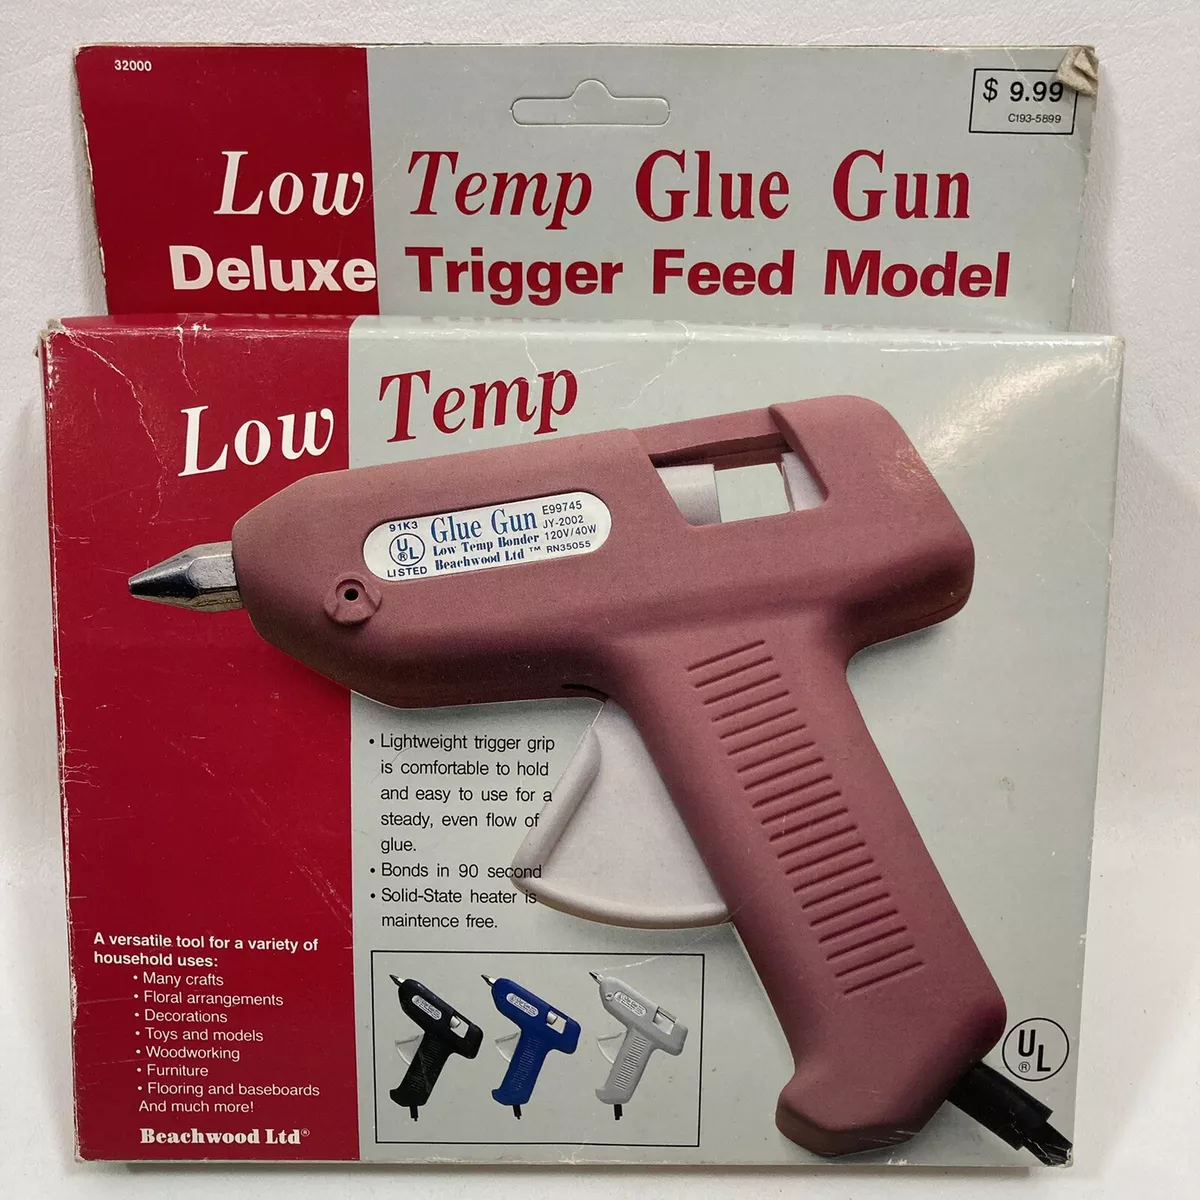 32000
$ 9.99
C193-5899
Low Temp Glue Gun
Deluxe Trigger Feed Model
Low Temp
91K3
UL
®
LISTED
Glue Gun
Low Temp Bonder
Beachwood Ltd ™
E99745
JY-2002
120V/40W
RN35055
• Lightweight trigger grip
is comfortable to hold
and easy to use for a
steady, even flow of
glue.
• Bonds in 90 second
• Solid-State heater is
maintence free.
A versatile tool for a variety of
household uses:
• Many crafts
• Floral arrangements
• Decorations
• Toys and models
• Woodworking
• Furniture
• Flooring and baseboards
And much more!
Beachwood Ltd®
UL
®